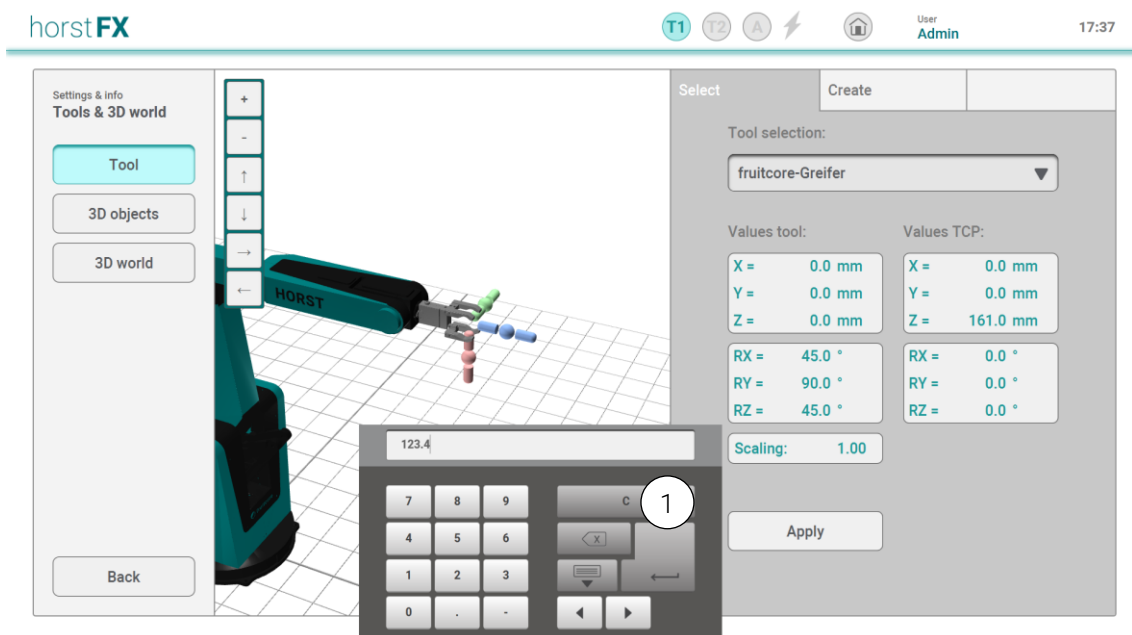 horstFX
T1 T2 A
User
Admin
17:37
Settings & info
Tools & 3D world
Tool
3D objects
3D world
Back
+
-
↑
↓
→
←
HORST
Select
Create
Tool selection:
fruitcore-Greifer
Values tool:
Values TCP:
X = 0.0 mm
Y = 0.0 mm
Z = 0.0 mm
X = 0.0 mm
Y = 0.0 mm
Z = 161.0 mm
RX = 45.0 °
RY = 90.0 °
RZ = 45.0 °
RX = 0.0 °
RY = 0.0 °
RZ = 0.0 °
Scaling: 1.00
Apply
123.4
7 8 9 C
1
4 5 6 X
1 2 3
0 . -